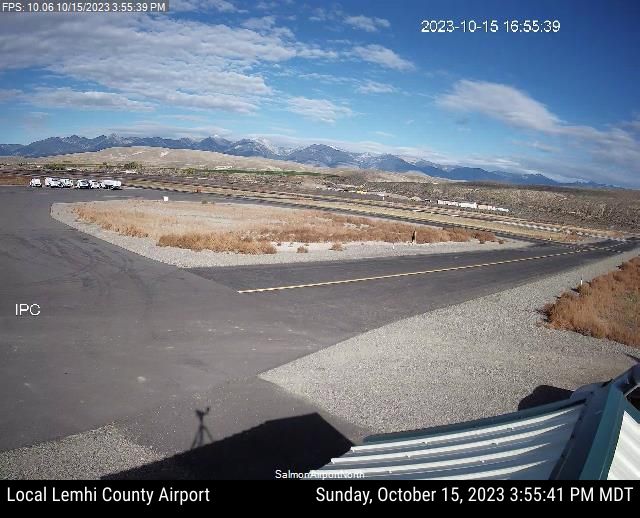 FPS: 10.06 10/15/2023 3:55:39 PM
2023-10-15 16:55:39
IPC
SalmonAirportNorth
Local Lemhi County Airport
Sunday, October 15, 2023 3:55:41 PM MDT